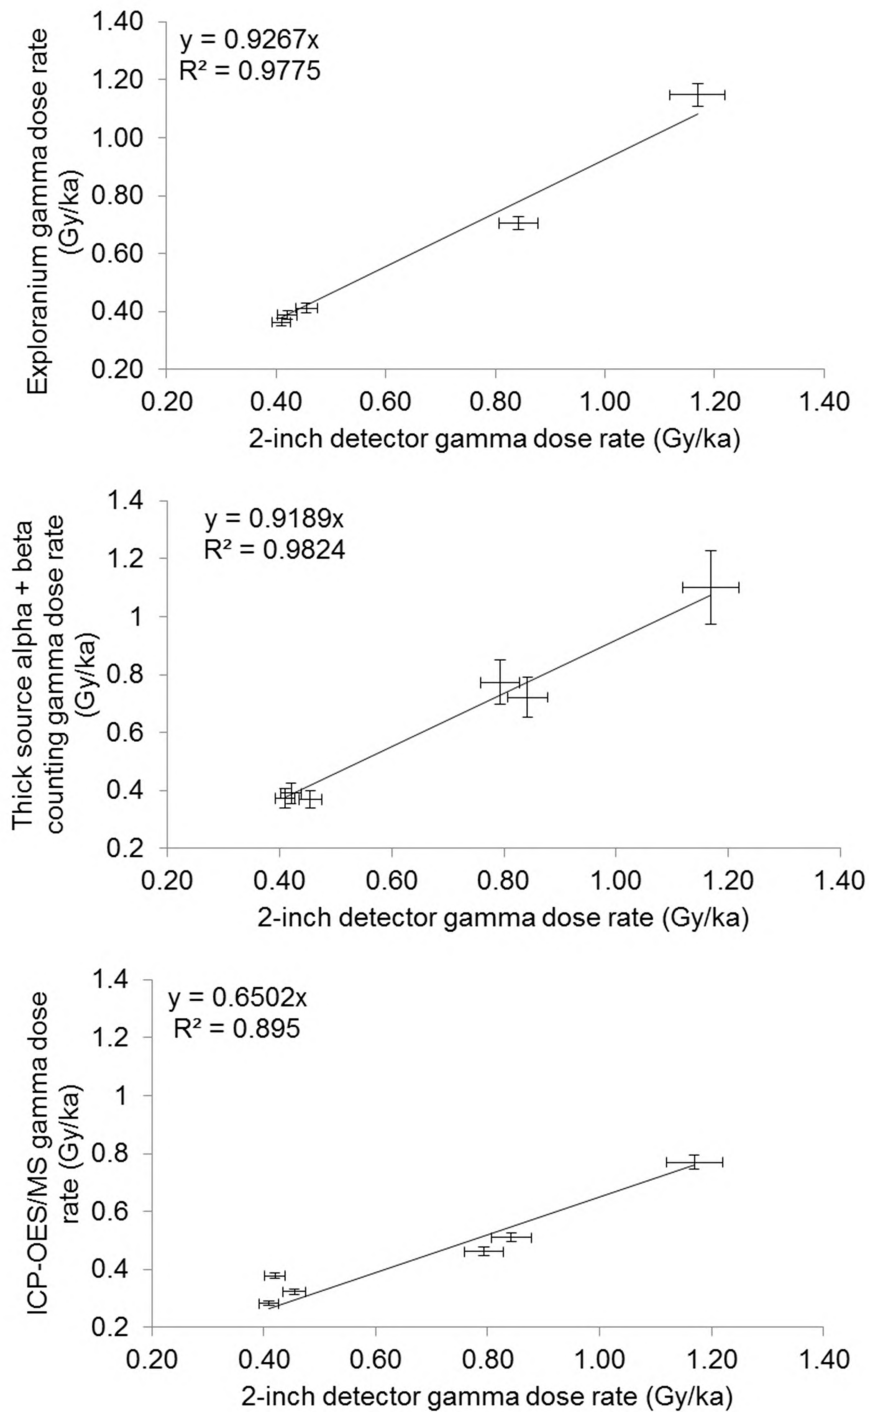 Exploranium gamma dose rate
(Gy/ka)
y = 0.9267x
R² = 0.9775
1.40
1.20
1.00
0.80
0.60
0.40
0.20
0.20 0.40 0.60 0.80 1.00 1.20 1.40
2-inch detector gamma dose rate (Gy/ka)
Thick source alpha + beta
counting gamma dose rate
(Gy/ka)
y = 0.9189x
R² = 0.9824
1.4
1.2
1
0.8
0.6
0.4
0.2
0.20 0.40 0.60 0.80 1.00 1.20 1.40
2-inch detector gamma dose rate (Gy/ka)
ICP-OES/MS gamma dose
rate (Gy/ka)
y = 0.6502x
R² = 0.895
1.4
1.2
1
0.8
0.6
0.4
0.2
0.20 0.40 0.60 0.80 1.00 1.20 1.40
2-inch detector gamma dose rate (Gy/ka)